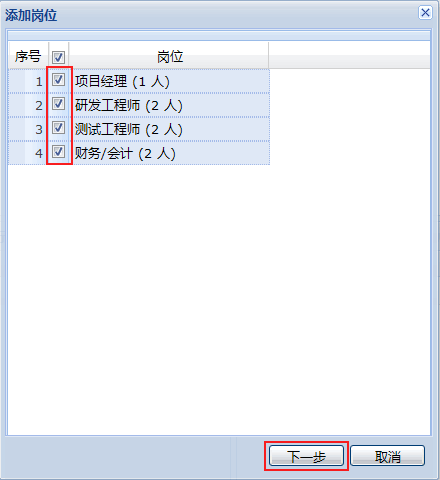 添加岗位
序号 岗位
1 项目经理 (1 人)
2 研发工程师 (2 人)
3 测试工程师 (2 人)
4 财务/会计 (2 人)
下一步 取消